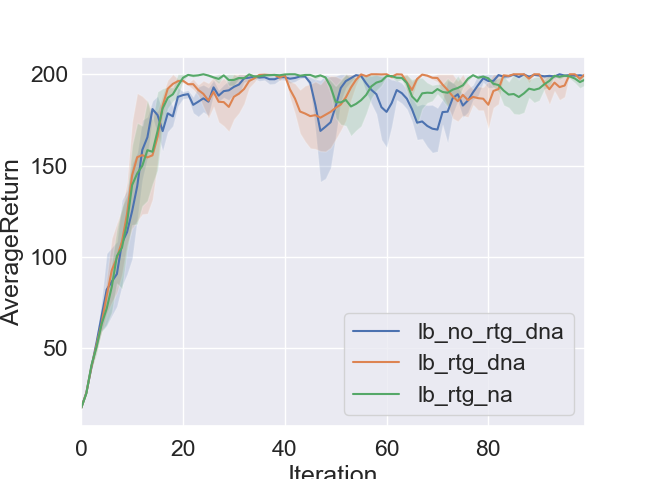 200
150
100
50
AverageReturn
lb_no_rtg_dna
lb_rtg_dna
lb_rtg_na
0 20 40 60 80
Iteration